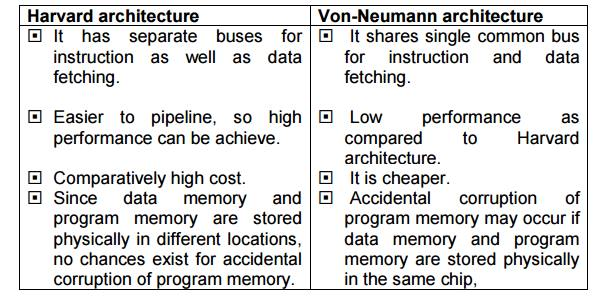 Harvard architecture
It has separate buses for
instruction as well as data
fetching.
Easier to pipeline, so high
performance can be achieve.
Comparatively high cost.
Since data memory and
program memory are stored
physically in different locations,
no chances exist for accidental
corruption of program memory.
Von-Neumann architecture
It shares single common bus
for instruction and data
fetching.
Low performance as
compared to Harvard
architecture.
It is cheaper.
Accidental corruption of
program memory may occur if
data memory and program
memory are stored physically
in the same chip,